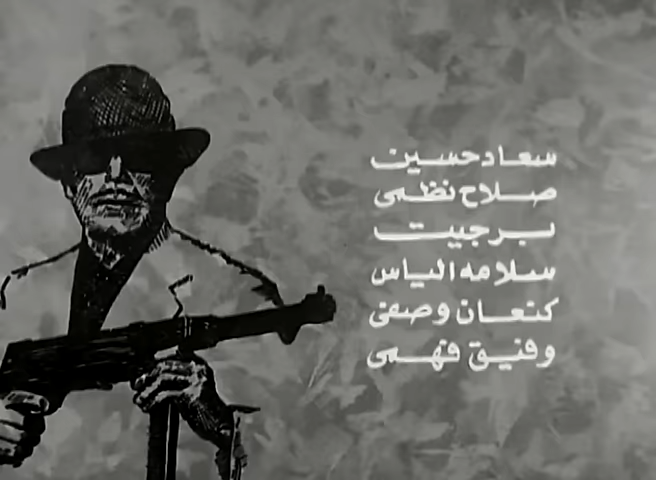 سعاد حسين
صلاح نظمى
برجيت
سلامه الياس
كنعان وصفى
وفيق فهمى